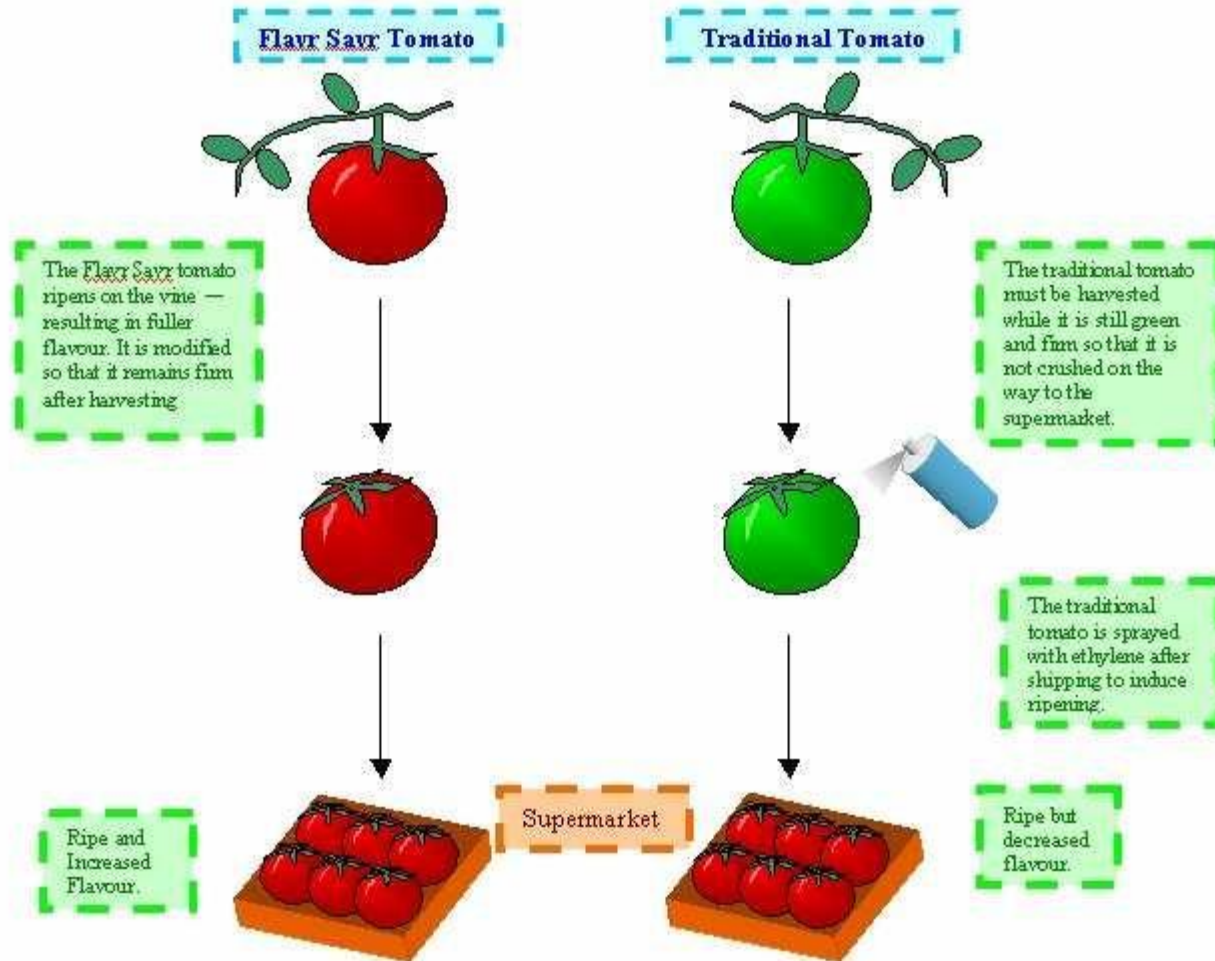 Flavr Savr Tomato
Traditional Tomato
The Flavr Savr tomato
ripens on the vine —
resulting in fuller
flavour. It is modified
so that it remains firm
after harvesting
The traditional tomato
must be harvested
while it is still green
and firm so that it is
not crushed on the
way to the
supermarket.
The traditional
tomato is sprayed
with ethylene after
shipping to induce
ripening.
Ripe and
Increased
Flavour.
Supermarket
Ripe but
decreased
flavour.